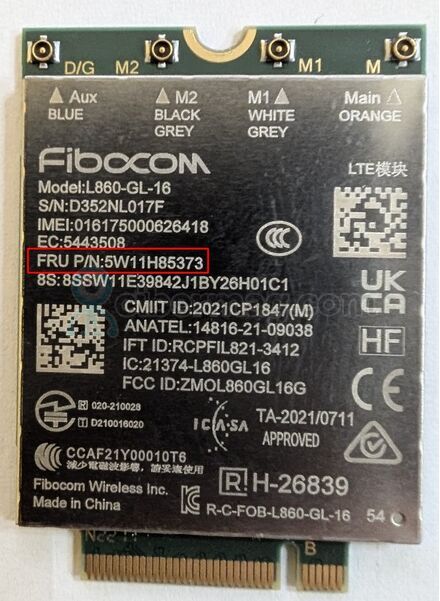 D/G M2 M1 M
Aux M2 M1 Main
BLUE BLACK WHITE ORANGE
GREY GREY
Fibocom
LTE模块
Model:L860-GL-16
S/N:D352NL017F
IMEI:016175000626418
EC:5443508
FRU P/N:5W11H85373
8S:8SSW11E39842J1BY26H01C1
CCC
UK
CA
CMIIT ID:2021CP1847(M)
ANATEL:14816-21-09038
IFT ID:RCPFIL821-3412
IC:21374-L860GL16
FCC ID:ZMOL860GL16G
HF
R 020-210028
T D210016020
ICASA
TA-2021/0711
APPROVED
CE
CCAF21Y00010T6
減少電磁波影響，請妥適使用
Fibocom Wireless Inc.
Made in China
R H-26839
R-C-FOB-L860-GL-16 54
B